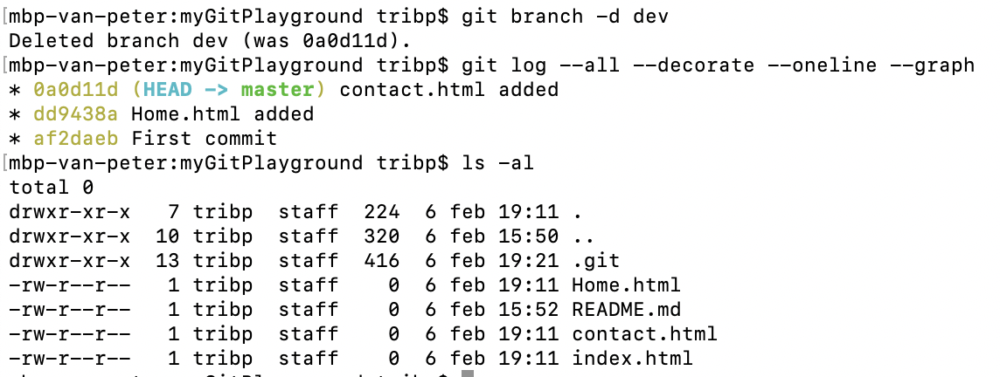 [mbp-van-peter:myGitPlayground tribp$ git branch -d dev
Deleted branch dev (was 0a0d11d).
[mbp-van-peter:myGitPlayground tribp$ git log --all --decorate --oneline --graph
* 0a0d11d (HEAD -> master) contact.html added
* dd9438a Home.html added
* af2daeb First commit
[mbp-van-peter:myGitPlayground tribp$ ls -al
total 0
drwxr-xr-x   7 tribp  staff  224  6 feb 19:11 .
drwxr-xr-x  10 tribp  staff  320  6 feb 15:50 ..
drwxr-xr-x  13 tribp  staff  416  6 feb 19:21 .git
-rw-r--r--   1 tribp  staff    0  6 feb 19:11 Home.html
-rw-r--r--   1 tribp  staff    0  6 feb 15:52 README.md
-rw-r--r--   1 tribp  staff    0  6 feb 19:11 contact.html
-rw-r--r--   1 tribp  staff    0  6 feb 19:11 index.html